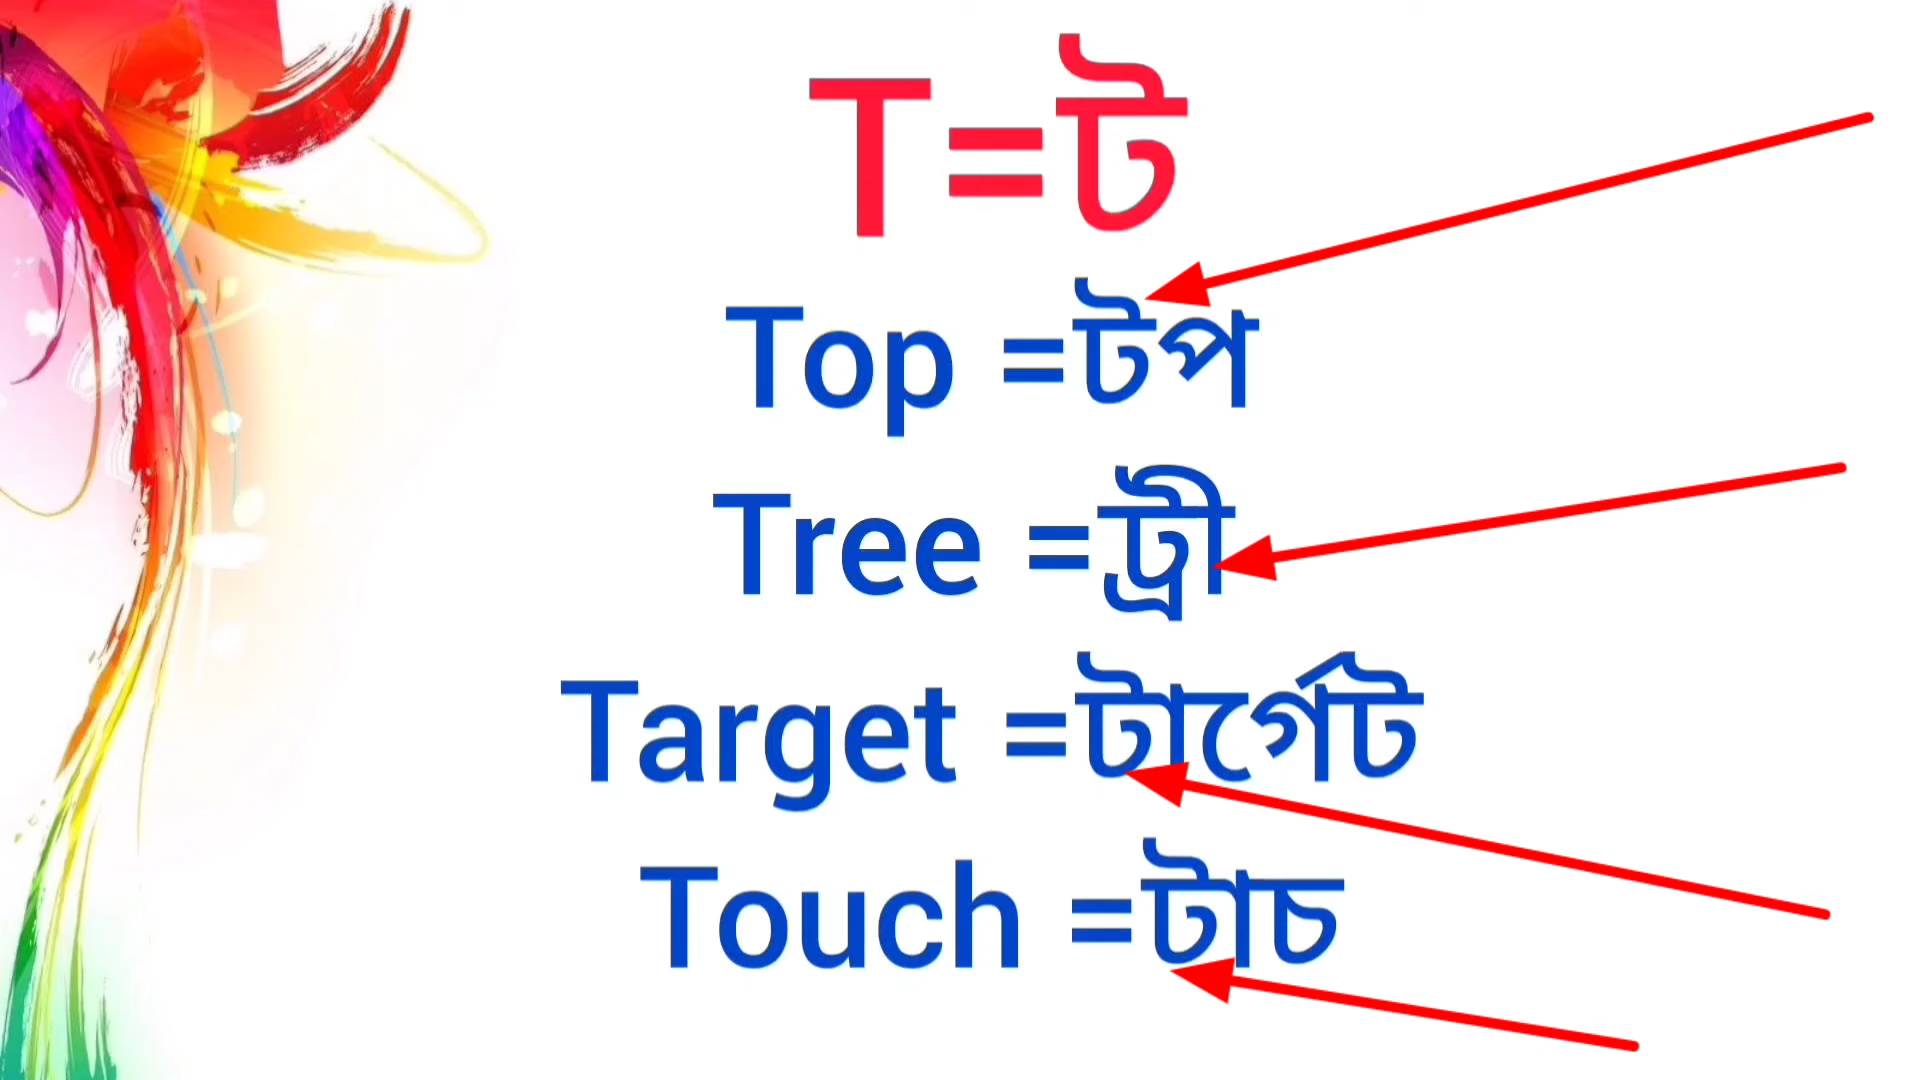 T=ট
Top =টপ
Tree =ট্রী
Target =টার্গেট
Touch =টাচ